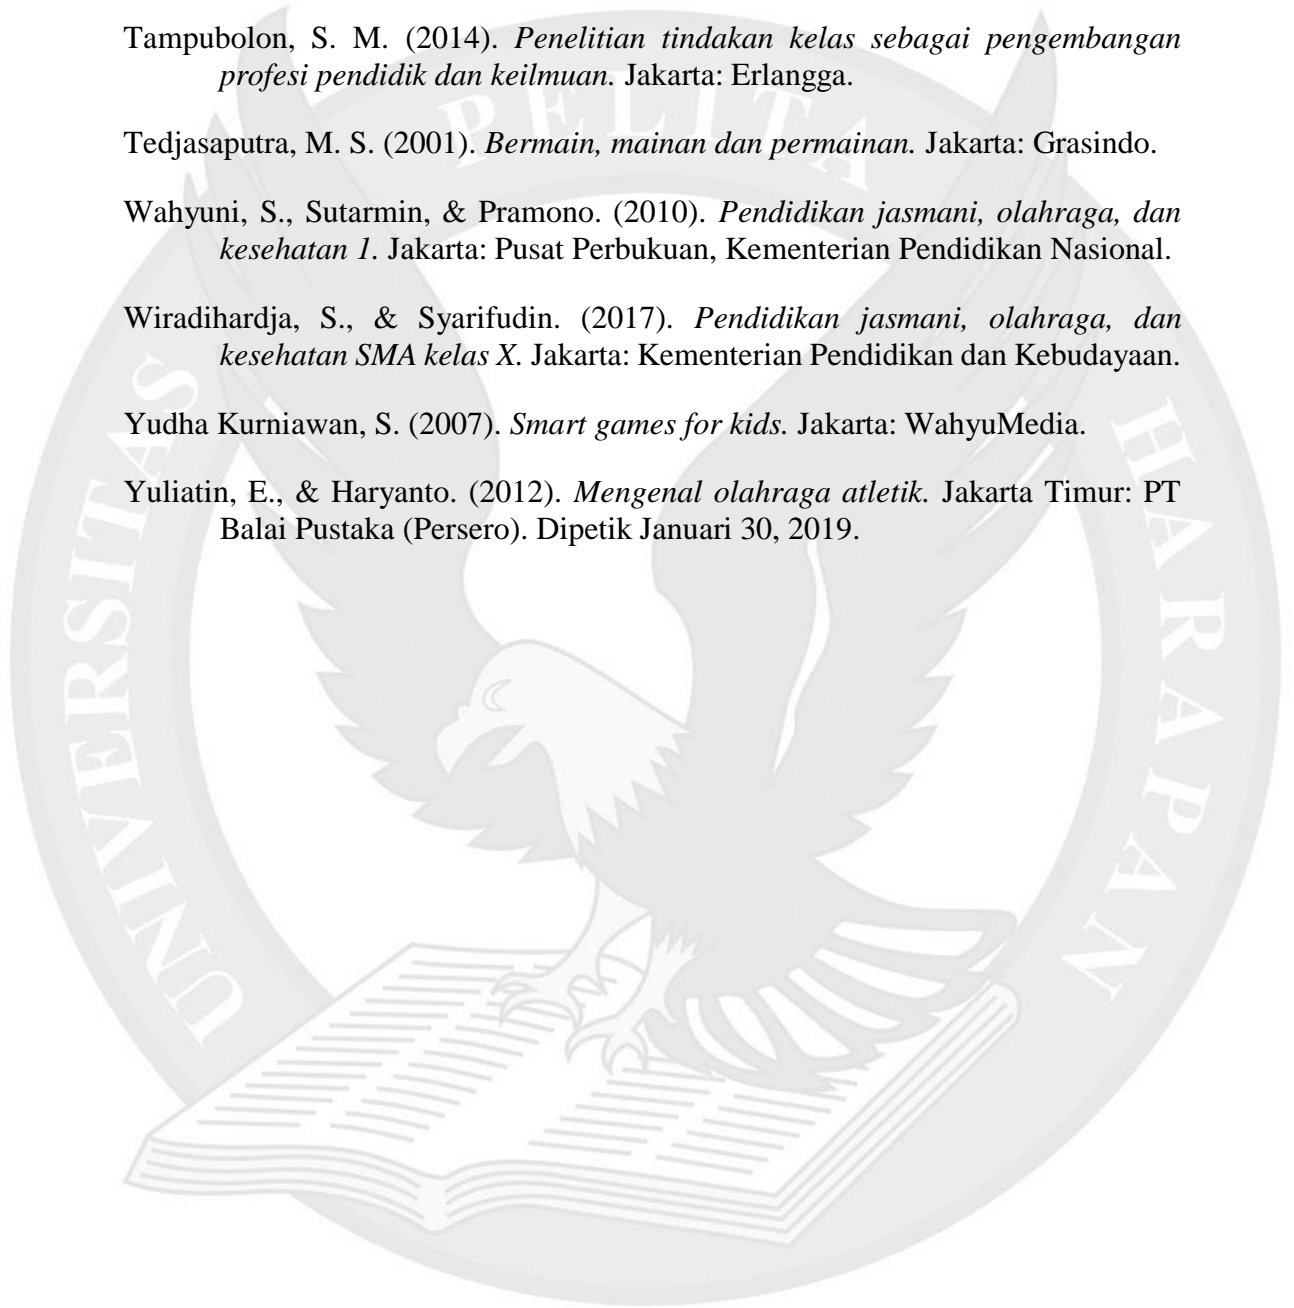 Tampubolon, S. M. (2014). Penelitian tindakan kelas sebagai pengembangan
profesi pendidik dan keilmuan. Jakarta: Erlangga.
Tedjasaputra, M. S. (2001). Bermain, mainan dan permainan. Jakarta: Grasindo.
Wahyuni, S., Sutarmin, & Pramono. (2010). Pendidikan jasmani, olahraga, dan
kesehatan 1. Jakarta: Pusat Perbukuan, Kementerian Pendidikan Nasional.
Wiradihardja, S., & Syarifudin. (2017). Pendidikan jasmani, olahraga, dan
kesehatan SMA kelas X. Jakarta: Kementerian Pendidikan dan Kebudayaan.
Yudha Kurniawan, S. (2007). Smart games for kids. Jakarta: WahyuMedia.
Yuliatin, E., & Haryanto. (2012). Mengenal olahraga atletik. Jakarta Timur: PT
Balai Pustaka (Persero). Dipetik Januari 30, 2019.
UNIVERSITAS PELITA HARAPAN